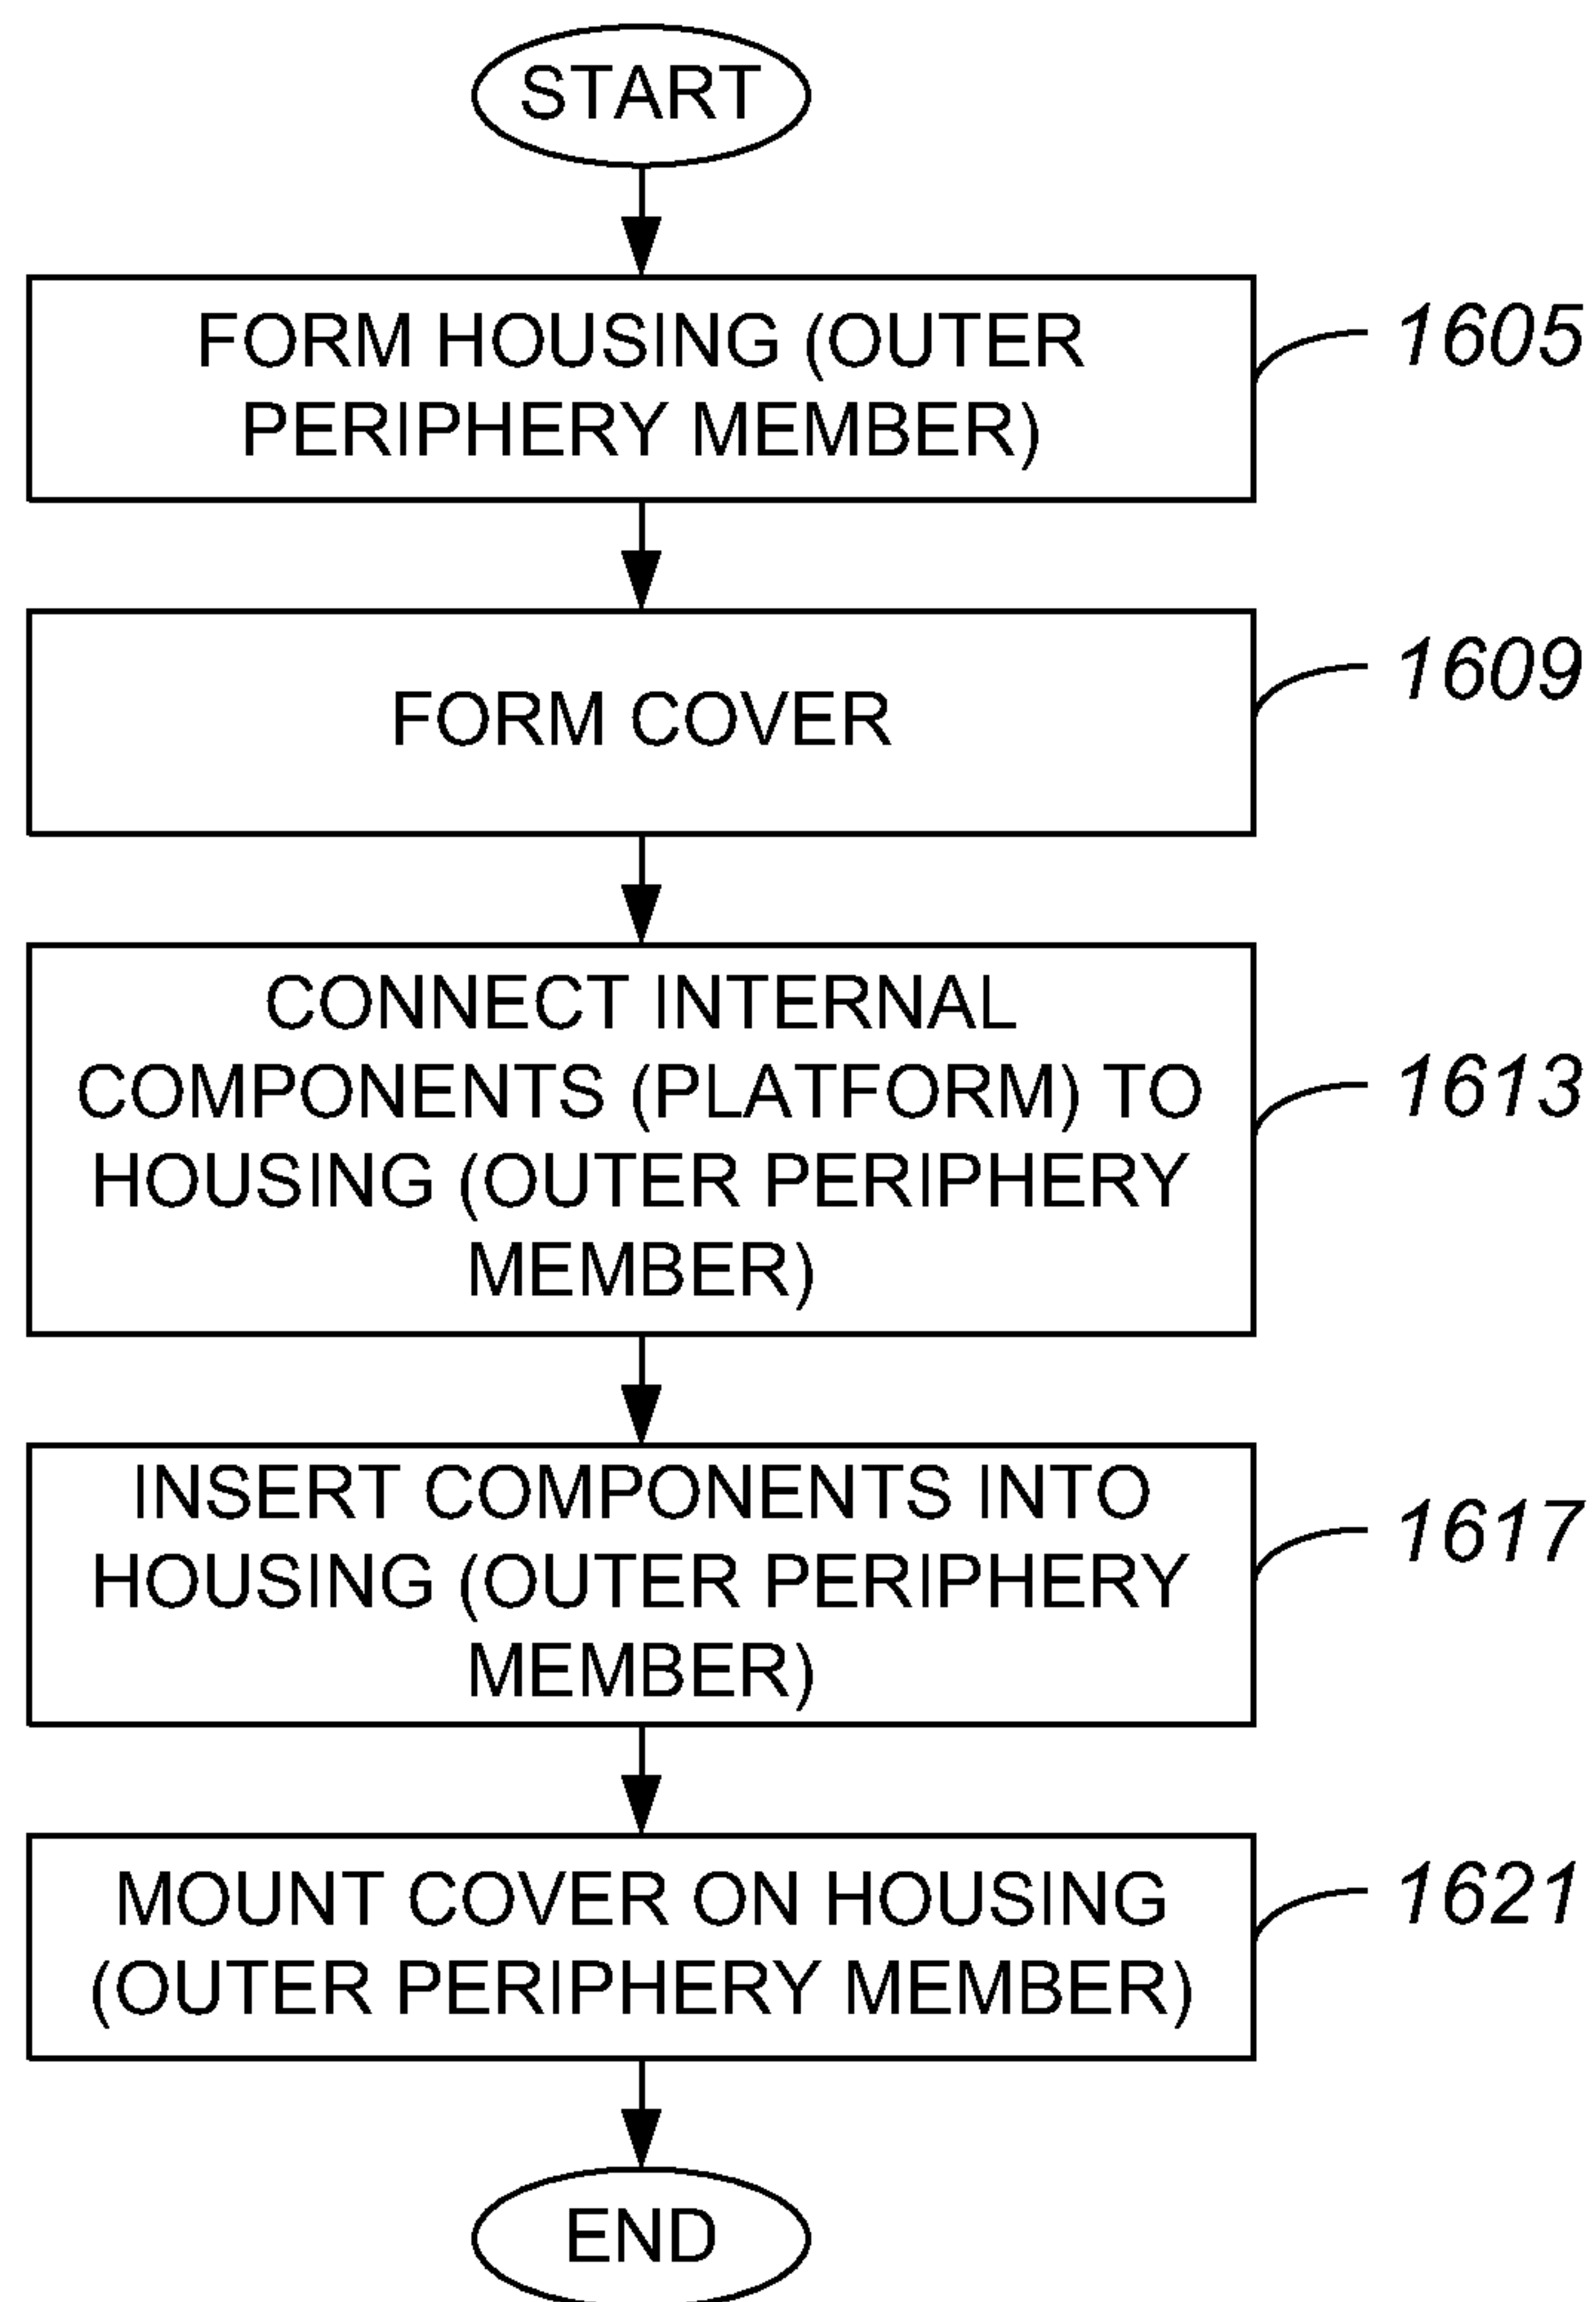 START
FORM HOUSING (OUTER
PERIPHERY MEMBER)
1605
FORM COVER
1609
CONNECT INTERNAL
COMPONENTS (PLATFORM) TO
HOUSING (OUTER PERIPHERY
MEMBER)
1613
INSERT COMPONENTS INTO
HOUSING (OUTER PERIPHERY
MEMBER)
1617
MOUNT COVER ON HOUSING
(OUTER PERIPHERY MEMBER)
1621
END